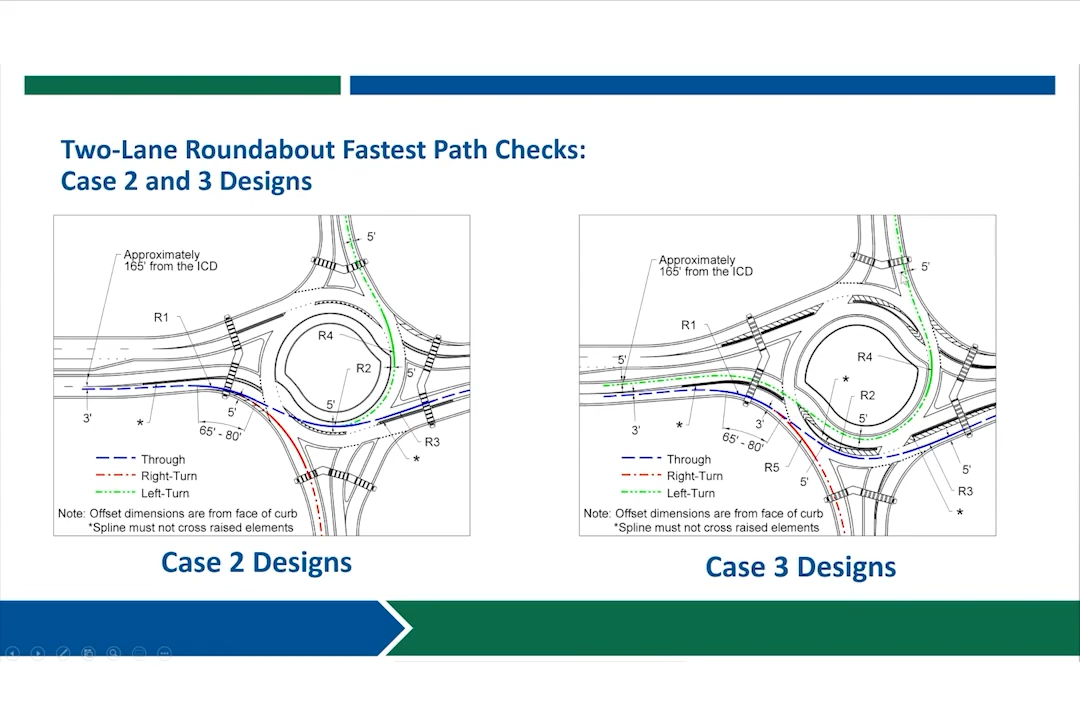 Two-Lane Roundabout Fastest Path Checks:
Case 2 and 3 Designs
5'
Approximately
165' from the ICD
R1
R4
R2
5'
5'
5'
3'
*
65' - 80'
R3
*
Through
Right-Turn
Left-Turn
Note: Offset dimensions are from face of curb
*Spline must not cross raised elements
Case 2 Designs
Approximately
165' from the ICD
5'
R1
5'
R4
*
R2
5'
3'
*
3'
65' - 80'
R5
5'
5'
R3
*
Through
Right-Turn
Left-Turn
Note: Offset dimensions are from face of curb
*Spline must not cross raised elements
Case 3 Designs